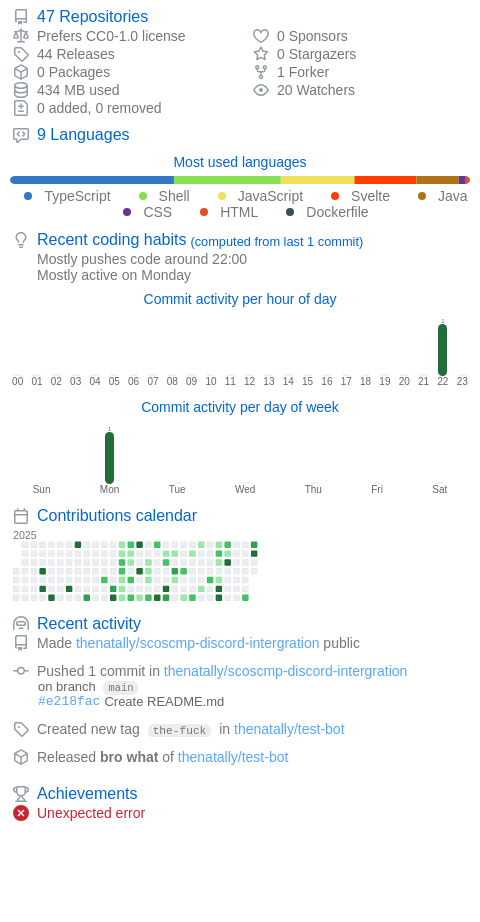 47 Repositories
Prefers CC0-1.0 license
0 Sponsors
44 Releases
0 Stargazers
0 Packages
1 Forker
434 MB used
20 Watchers
0 added, 0 removed
9 Languages
Most used languages
TypeScript Shell JavaScript Svelte Java
CSS HTML Dockerfile
Recent coding habits (computed from last 1 commit)
Mostly pushes code around 22:00
Mostly active on Monday
Commit activity per hour of day
1
00 01 02 03 04 05 06 07 08 09 10 11 12 13 14 15 16 17 18 19 20 21 22 23
Commit activity per day of week
1
Sun Mon Tue Wed Thu Fri Sat
Contributions calendar
2025
Recent activity
Made thenatally/scoscmp-discord-intergration public
Pushed 1 commit in thenatally/scoscmp-discord-intergration
on branch main
#e218fac Create README.md
Created new tag the-fuck in thenatally/test-bot
Released bro what of thenatally/test-bot
Achievements
Unexpected error